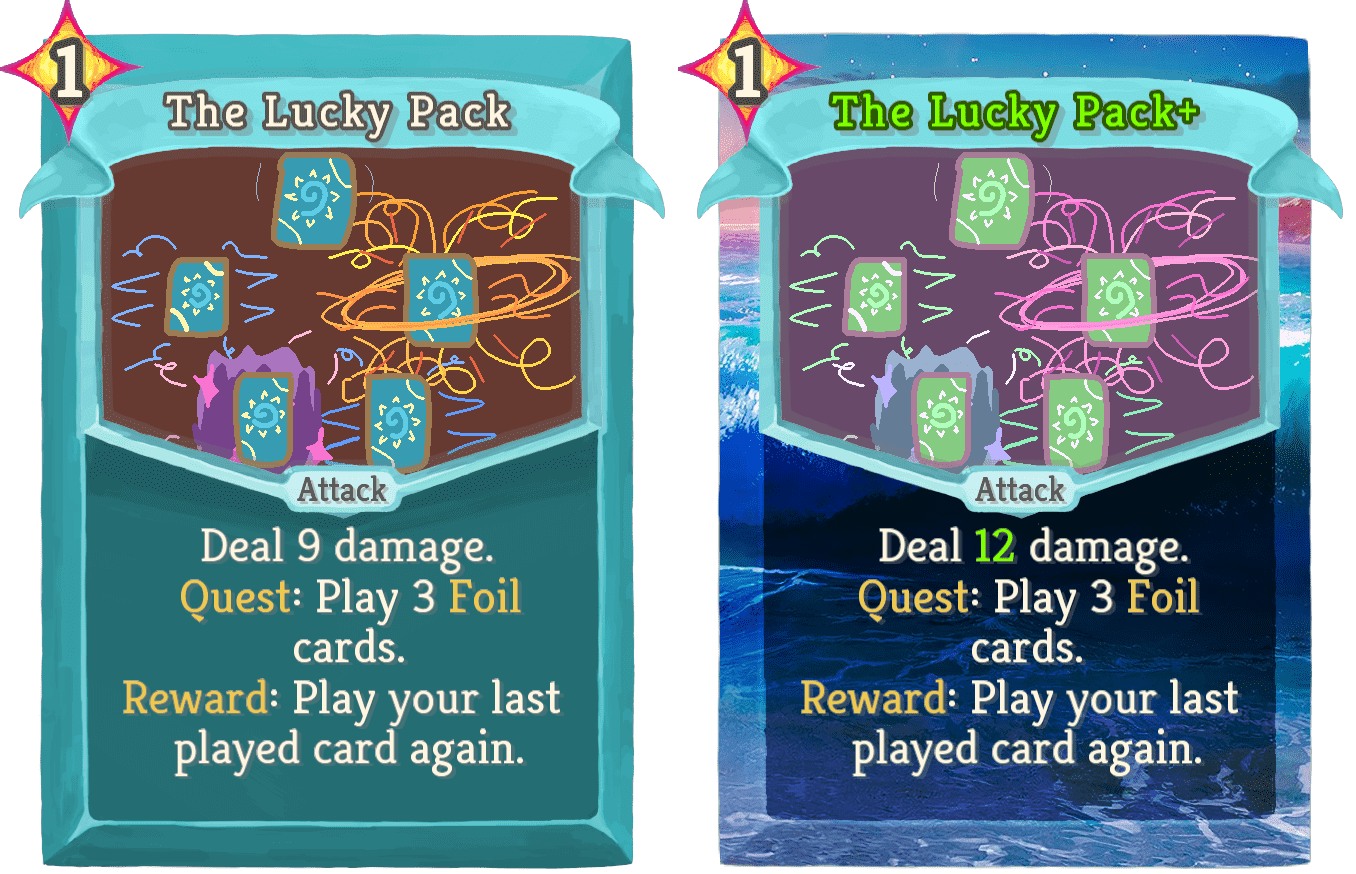 1
The Lucky Pack
Attack
Deal 9 damage.
Quest: Play 3 Foil
cards.
Reward: Play your last
played card again.
1
The Lucky Pack+
Attack
Deal 12 damage.
Quest: Play 3 Foil
cards.
Reward: Play your last
played card again.